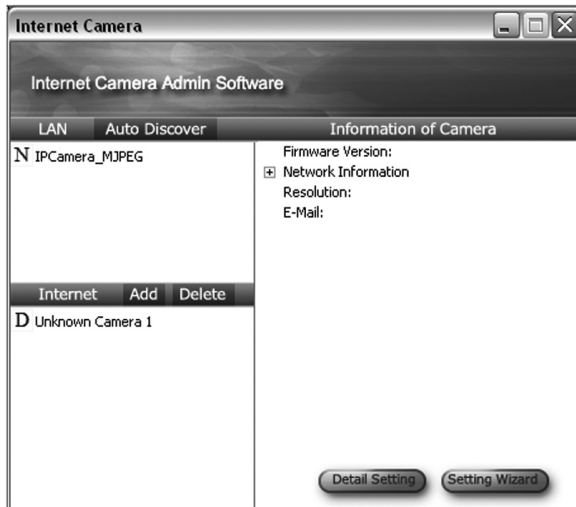 Internet Camera
Internet Camera Admin Software
LAN Auto Discover
N IPCamera_MJPEG
Internet Add Delete
D Unknown Camera 1
Information of Camera
Firmware Version:
Network Information
Resolution:
E-Mail:
Detail Setting Setting Wizard